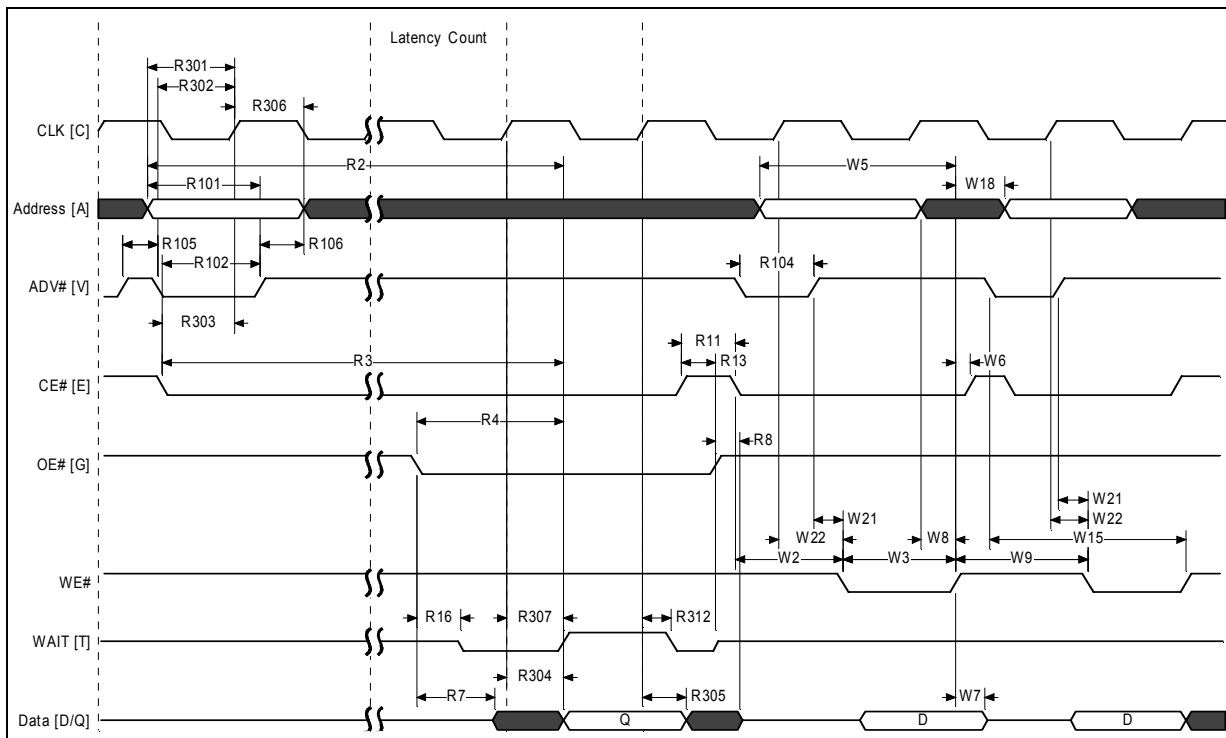 Latency Count
R301
R302
R306
CLK [C]
R2
W5
R101
W18
Address [A]
R105
R106
R102
R104
ADV# [V]
R303
R11
R3
R13
W6
CE# [E]
R4
R8
OE# [G]
W21
W21
W22
W22
W8
W15
W2
W3
W9
WE#
R16
R307
R312
WAIT [T]
R304
R7
R305
W7
Data [D/Q]
Q
D
D